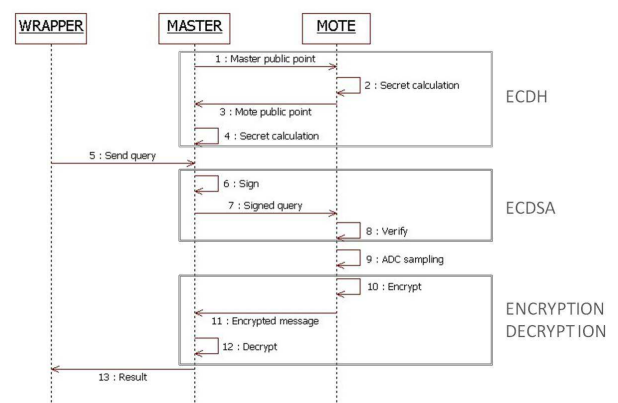 WRAPPER MASTER MOTE
1 : Master public point
2 : Secret calculation
ECDH
3 : Mote public point
4 : Secret calculation
5 : Send query
6 : Sign
7 : Signed query
ECDSA
8 : Verify
9 : ADC sampling
10 : Encrypt
11 : Encrypted message
ENCRYPTION
DECRYPTION
12 : Decrypt
13 : Result